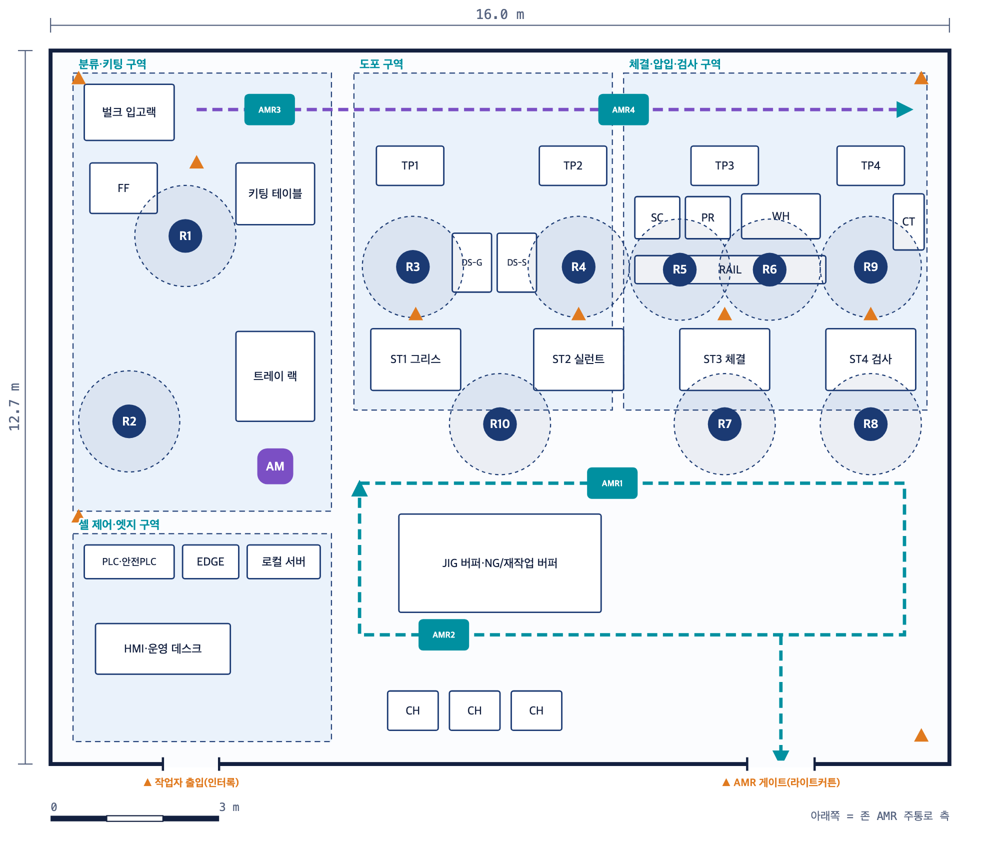 16.0 m
12.7 m
분류·키팅 구역
도포 구역
체결·압입·검사 구역
벌크 입고랙
AMR3
AMR4
FF
키팅 테이블
TP1
TP2
TP3
TP4
SC
PR
WH
CT
R1
R3
DS-G
DS-S
R4
R5
RAIL
R6
R9
트레이 랙
ST1 그리스
ST2 실런트
ST3 체결
ST4 검사
R2
R10
R7
R8
AM
AMR1
셀 제어·엣지 구역
PLC·안전PLC
EDGE
로컬 서버
JIG 버퍼·NG/재작업 버퍼
HMI·운영 데스크
AMR2
CH
CH
CH
▲ 작업자 출입(인터록)
▲ AMR 게이트(라이트커튼)
0
3 m
아래쪽 = 존 AMR 주통로 측